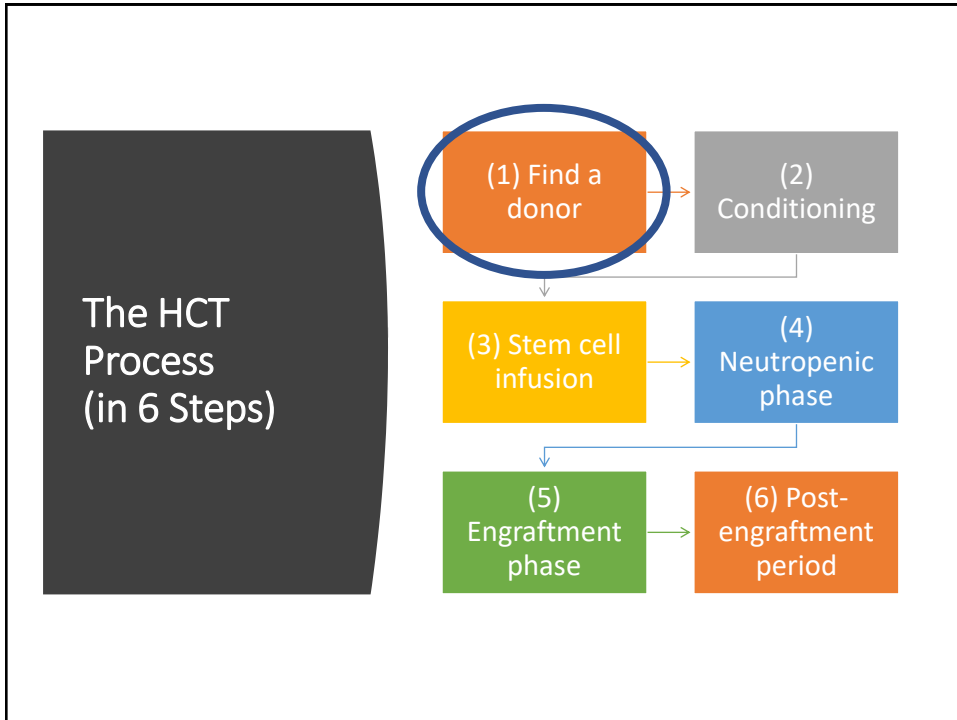 The HCT
Process
(in 6 Steps)
(1) Find a
donor
(2)
Conditioning
(3) Stem cell
infusion
(4)
Neutropenic
phase
(5)
Engraftment
phase
(6) Post-
engraftment
period